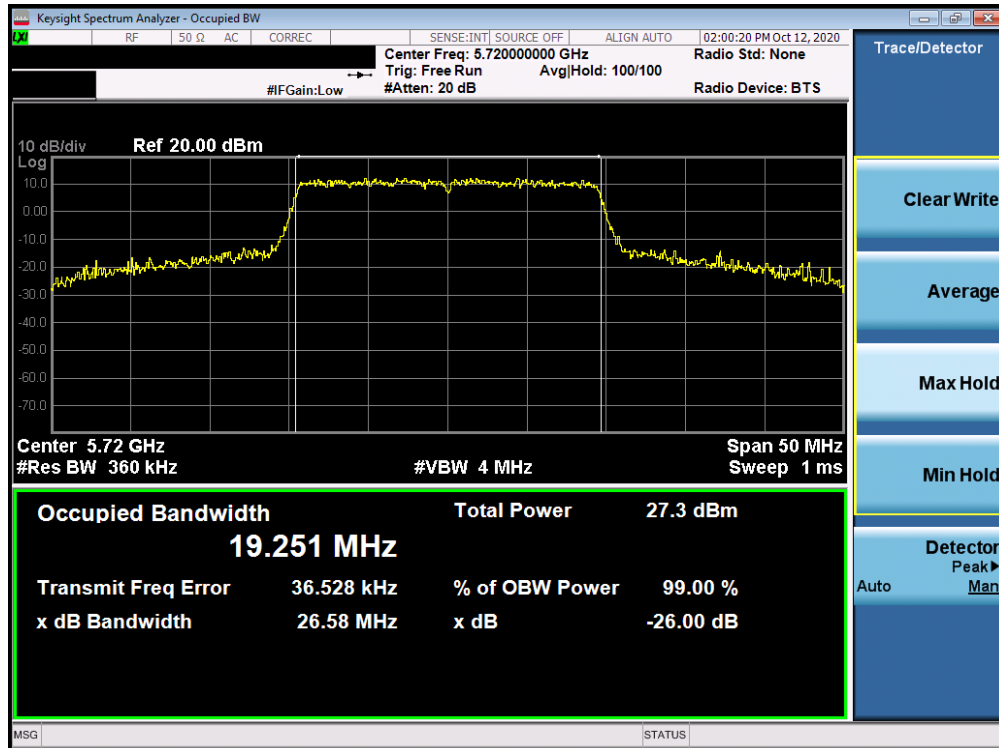 Keysight Spectrum Analyzer - Occupied BW
LXI RF 50 Ω AC CORREC SENSE:INT SOURCE OFF ALIGN AUTO 02:00:20 PM Oct 12, 2020
Center Freq: 5.720000000 GHz Radio Std: None
Trig: Free Run Avg|Hold: 100/100
#IFGain:Low #Atten: 20 dB Radio Device: BTS
Trace/Detector
10 dB/div Ref 20.00 dBm
Log
10.0
0.00
-10.0
-20.0
-30.0
-40.0
-50.0
-60.0
-70.0
Center 5.72 GHz Span 50 MHz
#Res BW 360 kHz #VBW 4 MHz Sweep 1 ms
Occupied Bandwidth Total Power 27.3 dBm
19.251 MHz
Transmit Freq Error 36.528 kHz % of OBW Power 99.00 %
x dB Bandwidth 26.58 MHz x dB -26.00 dB
Clear Write
Average
Max Hold
Min Hold
Detector
Peak▶
Auto Man
MSG STATUS